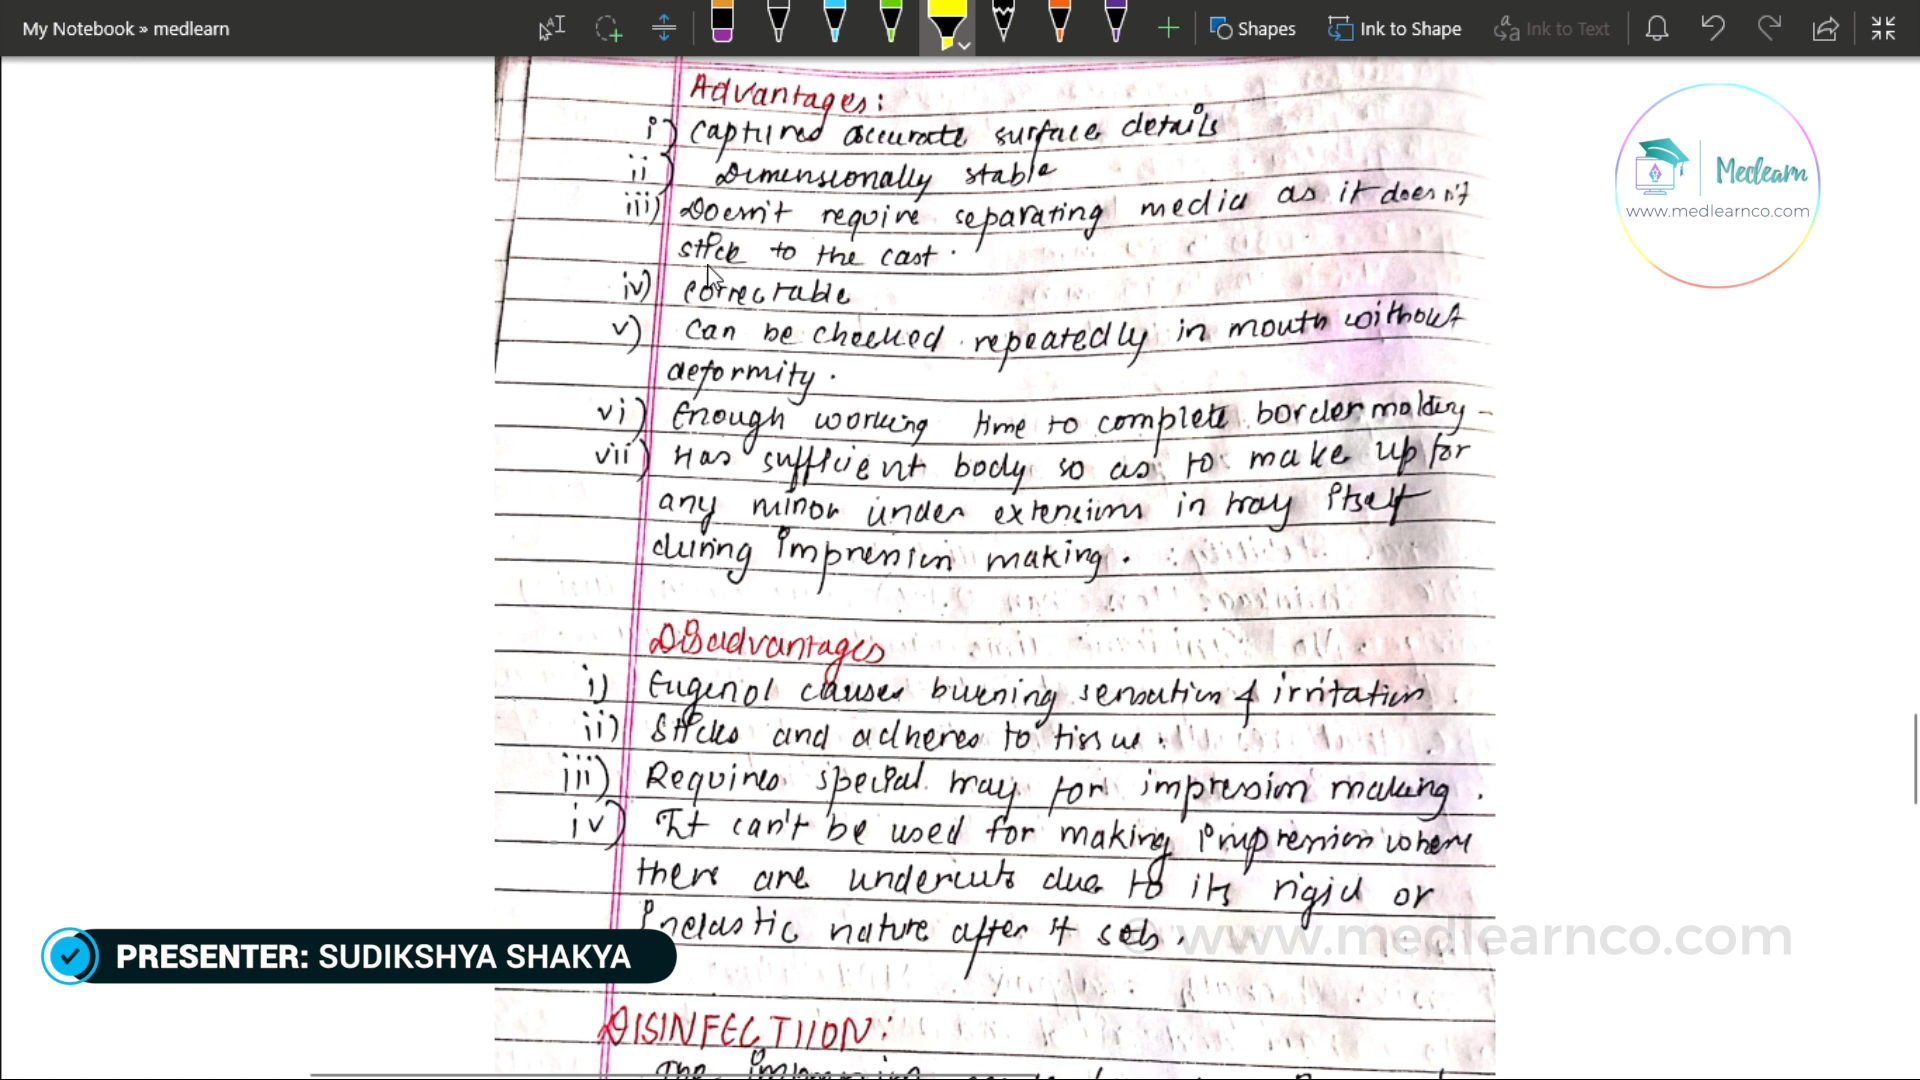 My Notebook » medlearn
Shapes
Ink to Shape
Ink to Text
Advantages:
i) Captured accurate surface details
ii) Dimensionally stable
iii) Doesn't require separating media as it doesn't
stick to the cast.
iv) Correctable
v) Can be checked repeatedly in mouth without
deformity.
vi) Enough working time to complete border molding
vii) Has sufficient body so as to make up for
any minor under extensions in tray itself
during impression making.
Disadvantages
i) Eugenol causes burning sensation & irritation.
ii) Sticks and adheres to tissue.
iii) Requires special tray for impression making.
iv) It can't be used for making impression where
there are undercuts due to its rigid or
inelastic nature after it sets.
DISINFECTIION:
The impression
Medlearn
www.medlearnco.com
PRESENTER: SUDIKSHYA SHAKYA
© www.medlearnco.com